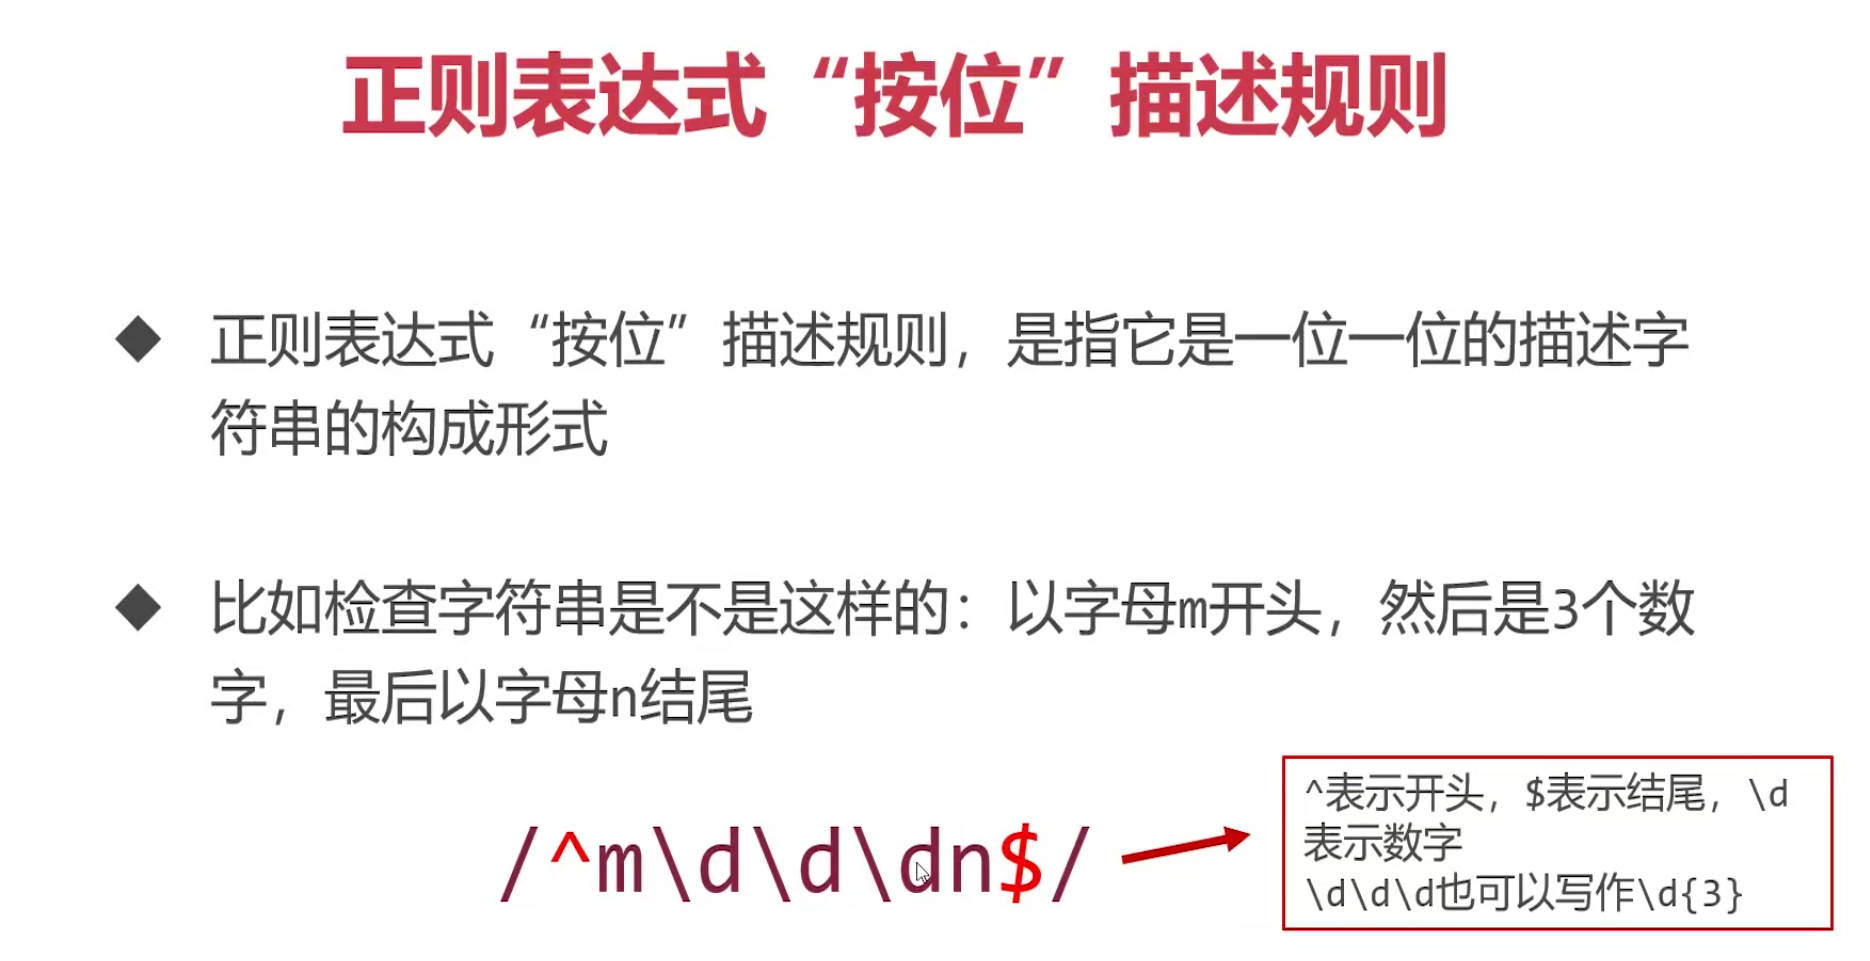 正则表达式“按位”描述规则
◆ 正则表达式“按位”描述规则，是指它是一位一位的描述字
符串的构成形式
◆ 比如检查字符串是不是这样的：以字母m开头，然后是3个数
字，最后以字母n结尾
/^m\d\d\dn$/
^表示开头，$表示结尾，\d
表示数字
\d\d\d也可以写作\d{3}